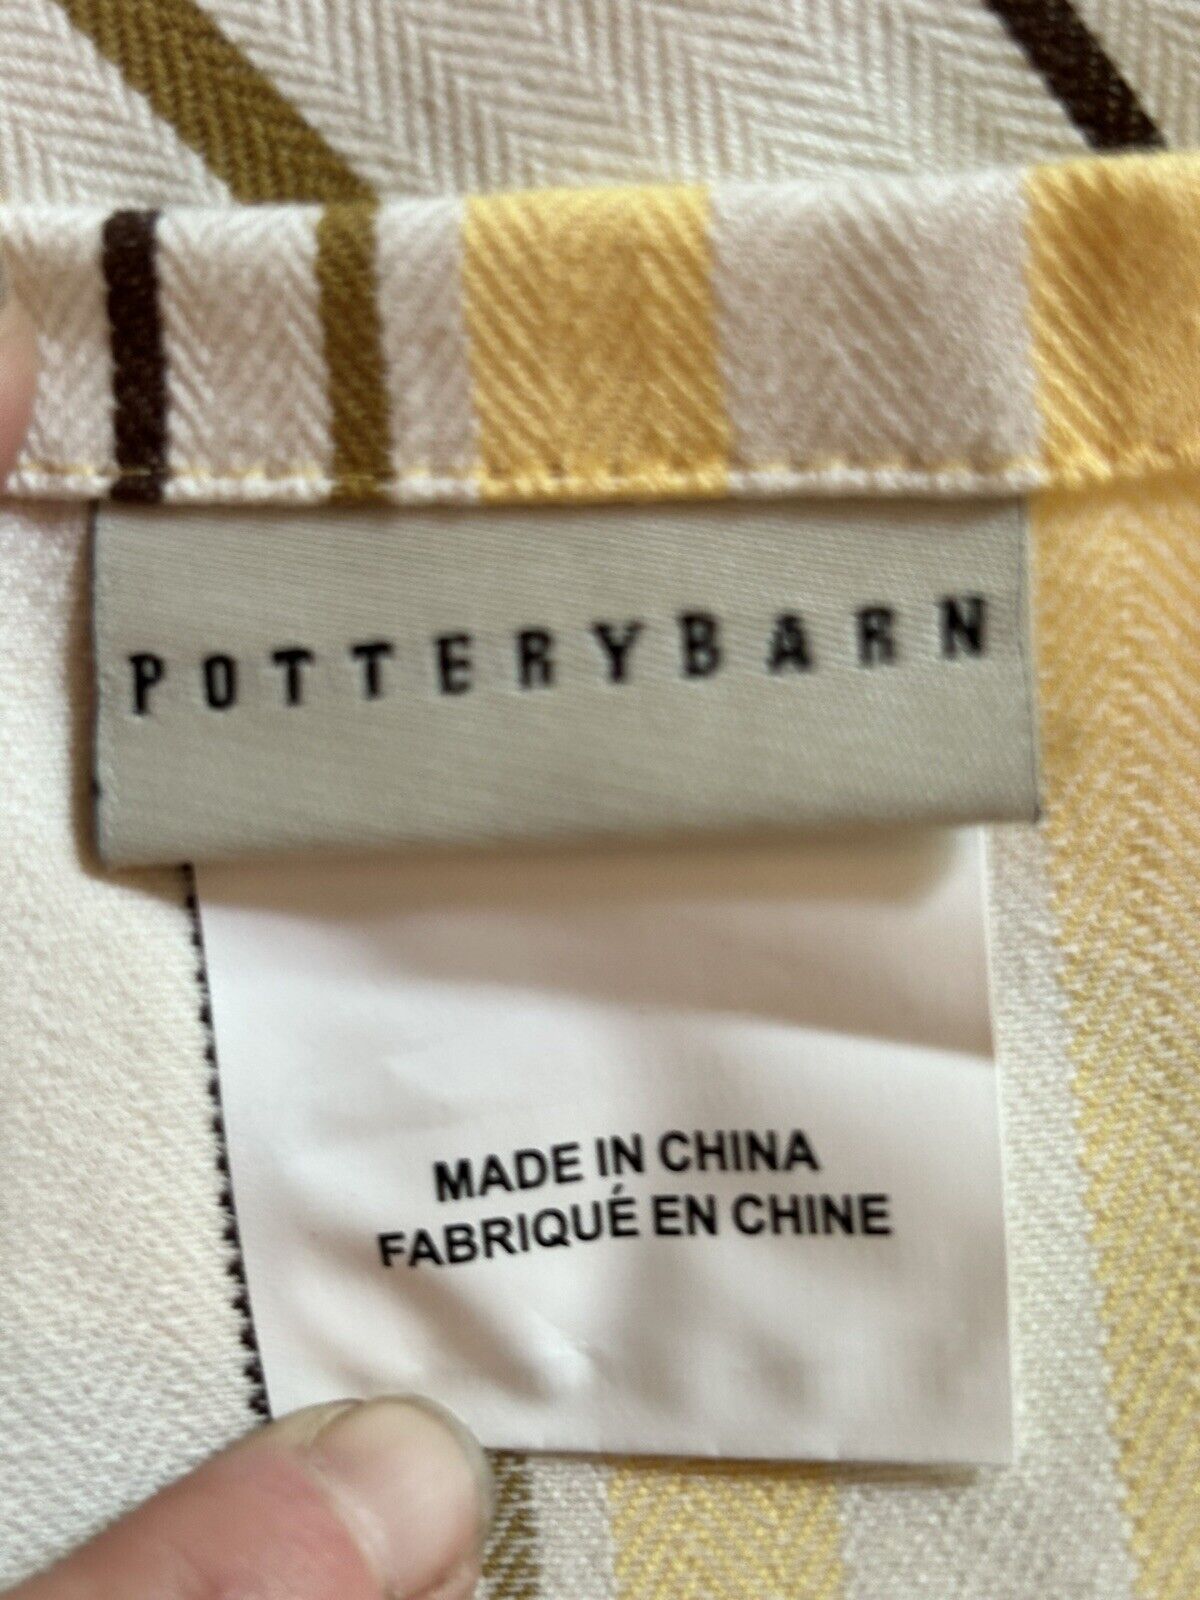 POTTERYBARN
MADE IN CHINA
FABRIQUÉ EN CHINE